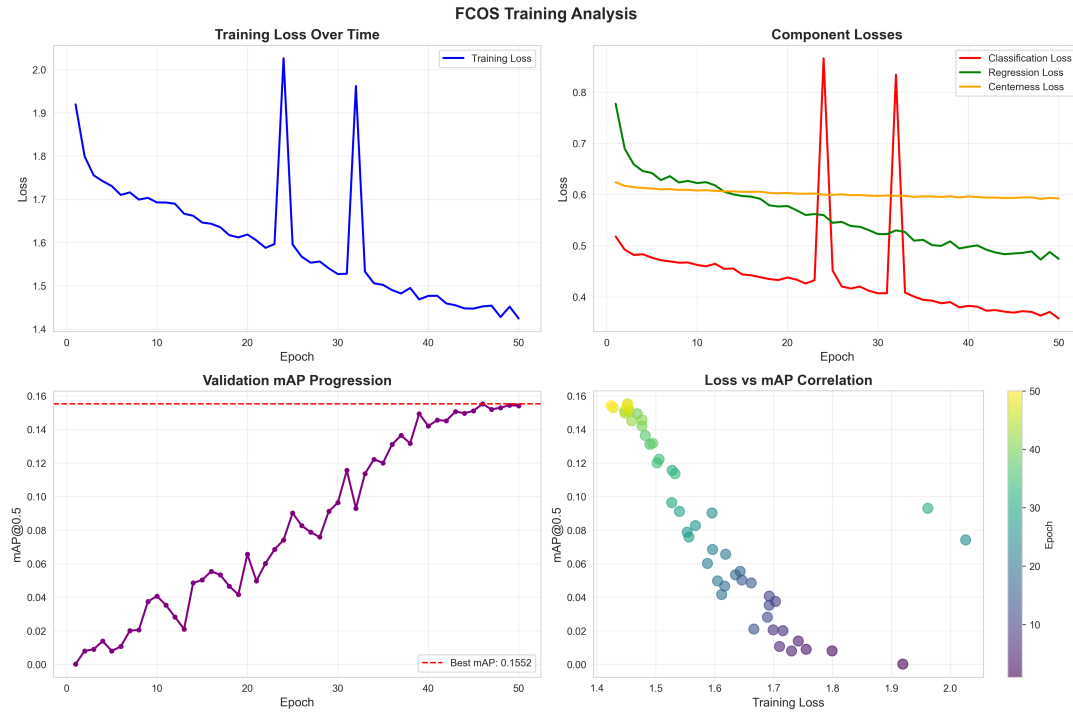 FCOS Training Analysis
Training Loss Over Time
Training Loss
2.0
1.9
1.8
1.7
1.6
1.5
1.4
Loss
0 10 20 30 40 50
Epoch
Component Losses
Classification Loss
Regression Loss
Centerness Loss
0.8
0.7
0.6
0.5
0.4
Loss
0 10 20 30 40 50
Epoch
Validation mAP Progression
0.16
0.14
0.12
0.10
0.08
0.06
0.04
0.02
0.00
mAP@0.5
Best mAP: 0.1552
0 10 20 30 40 50
Epoch
Loss vs mAP Correlation
0.16
0.14
0.12
0.10
0.08
0.06
0.04
0.02
0.00
mAP@0.5
1.4 1.5 1.6 1.7 1.8 1.9 2.0
Training Loss
50
40
30
20
10
Epoch